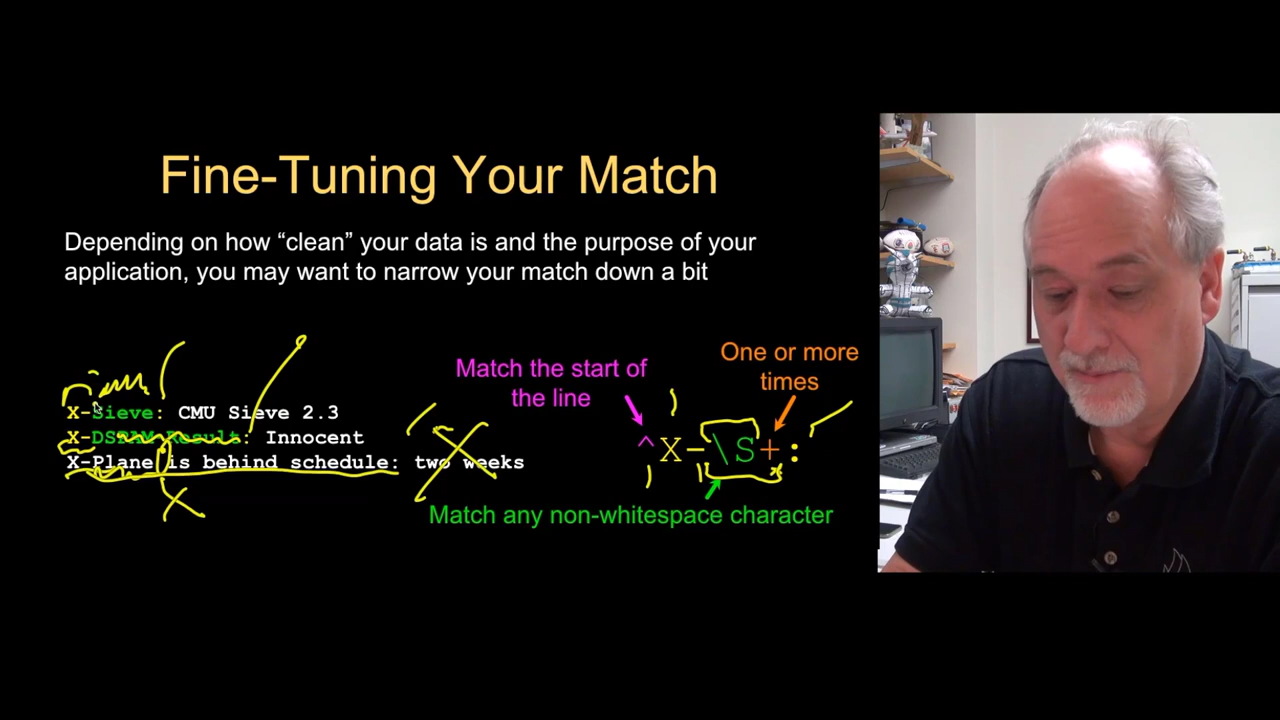 Fine-Tuning Your Match
Depending on how “clean” your data is and the purpose of your
application, you may want to narrow your match down a bit
X-Sieve: CMU Sieve 2.3
X-DSPAM-Result: Innocent
X-Plane is behind schedule: two weeks
Match the start of
the line
One or more
times
^X-\S+:
Match any non-whitespace character